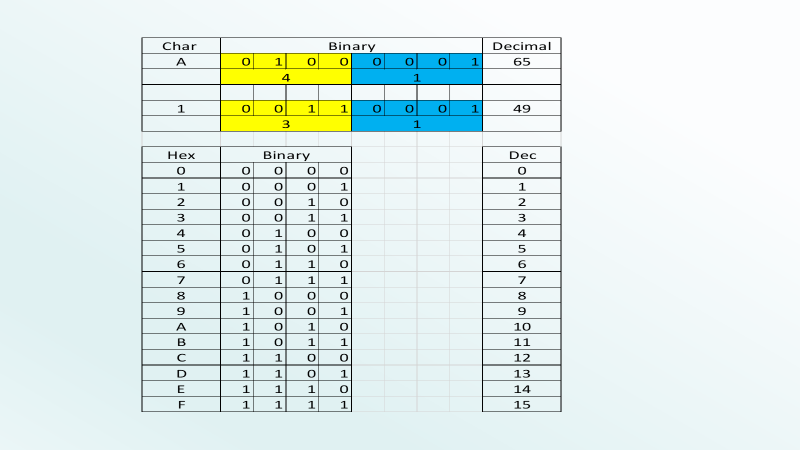 Char Binary Decimal
A 0 1 0 0 0 0 0 1 65
4 1
1 0 0 1 1 0 0 0 1 49
3 1
Hex Binary Dec
0 0 0 0 0 0
1 0 0 0 1 1
2 0 0 1 0 2
3 0 0 1 1 3
4 0 1 0 0 4
5 0 1 0 1 5
6 0 1 1 0 6
7 0 1 1 1 7
8 1 0 0 0 8
9 1 0 0 1 9
A 1 0 1 0 10
B 1 0 1 1 11
C 1 1 0 0 12
D 1 1 0 1 13
E 1 1 1 0 14
F 1 1 1 1 15